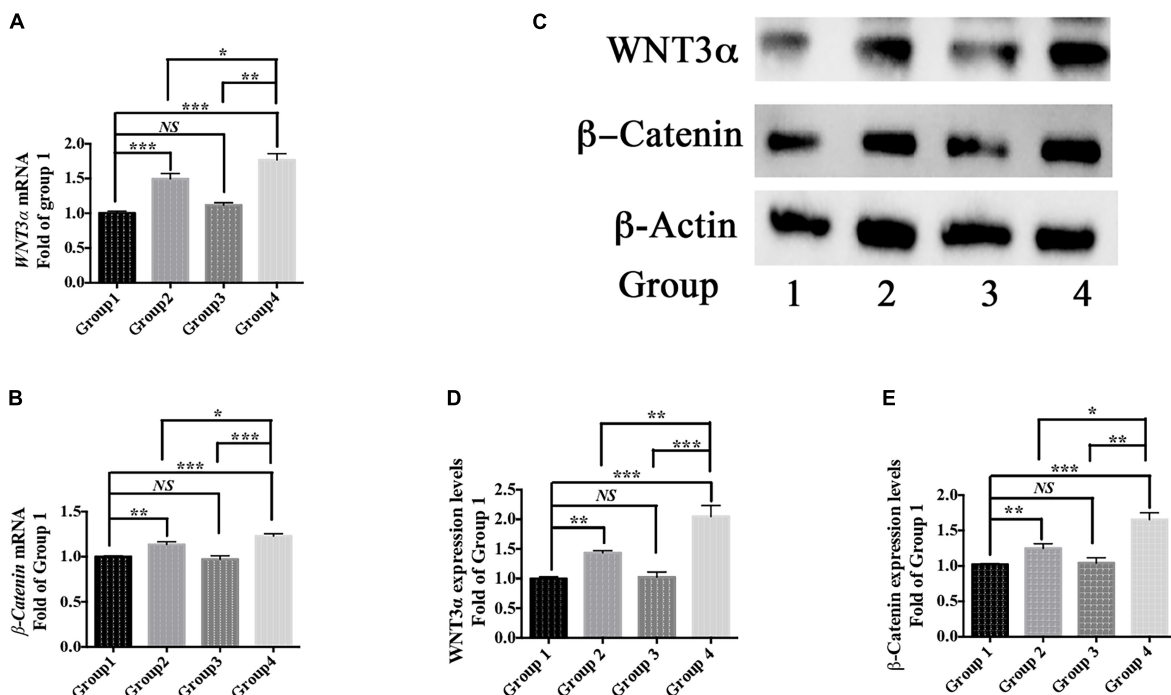 A
*
**
***
NS
***
2.0
1.5
1.0
0.5
0.0
WNT3α mRNA
Fold of group 1
Group1
Group2
Group3
Group4
C
WNT3α
β–Catenin
β-Actin
Group 1 2 3 4
B
*
***
***
NS
**
1.5
1.0
0.5
0.0
β-Catenin mRNA
Fold of Group 1
Group1
Group2
Group3
Group4
D
**
***
***
NS
**
2.5
2.0
1.5
1.0
0.5
0.0
WNT3α expression levels
Fold of Group 1
Group 1
Group 2
Group 3
Group 4
E
*
**
***
NS
**
2.0
1.5
1.0
0.5
0.0
β-Catenin expression levels
Fold of Group 1
Group 1
Group 2
Group 3
Group 4